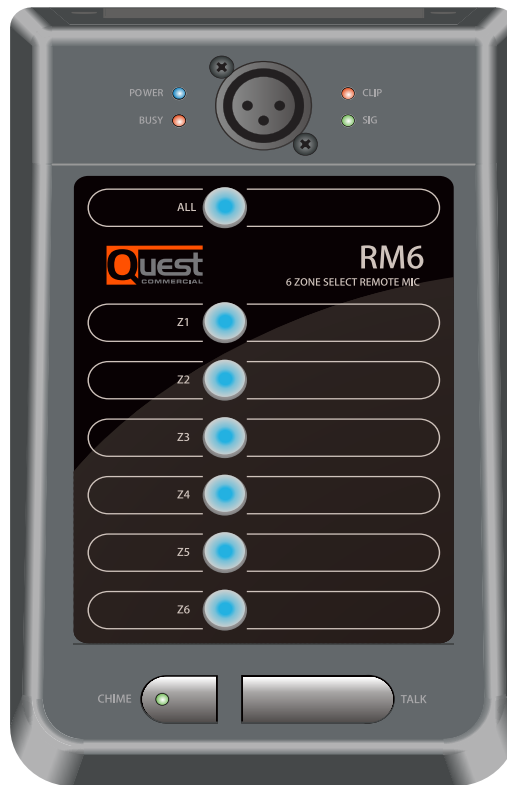 POWER
CLIP
BUSY
SIG
ALL
Quest
COMMERCIAL
RM6
6 ZONE SELECT REMOTE MIC
Z1
Z2
Z3
Z4
Z5
Z6
CHIME
TALK